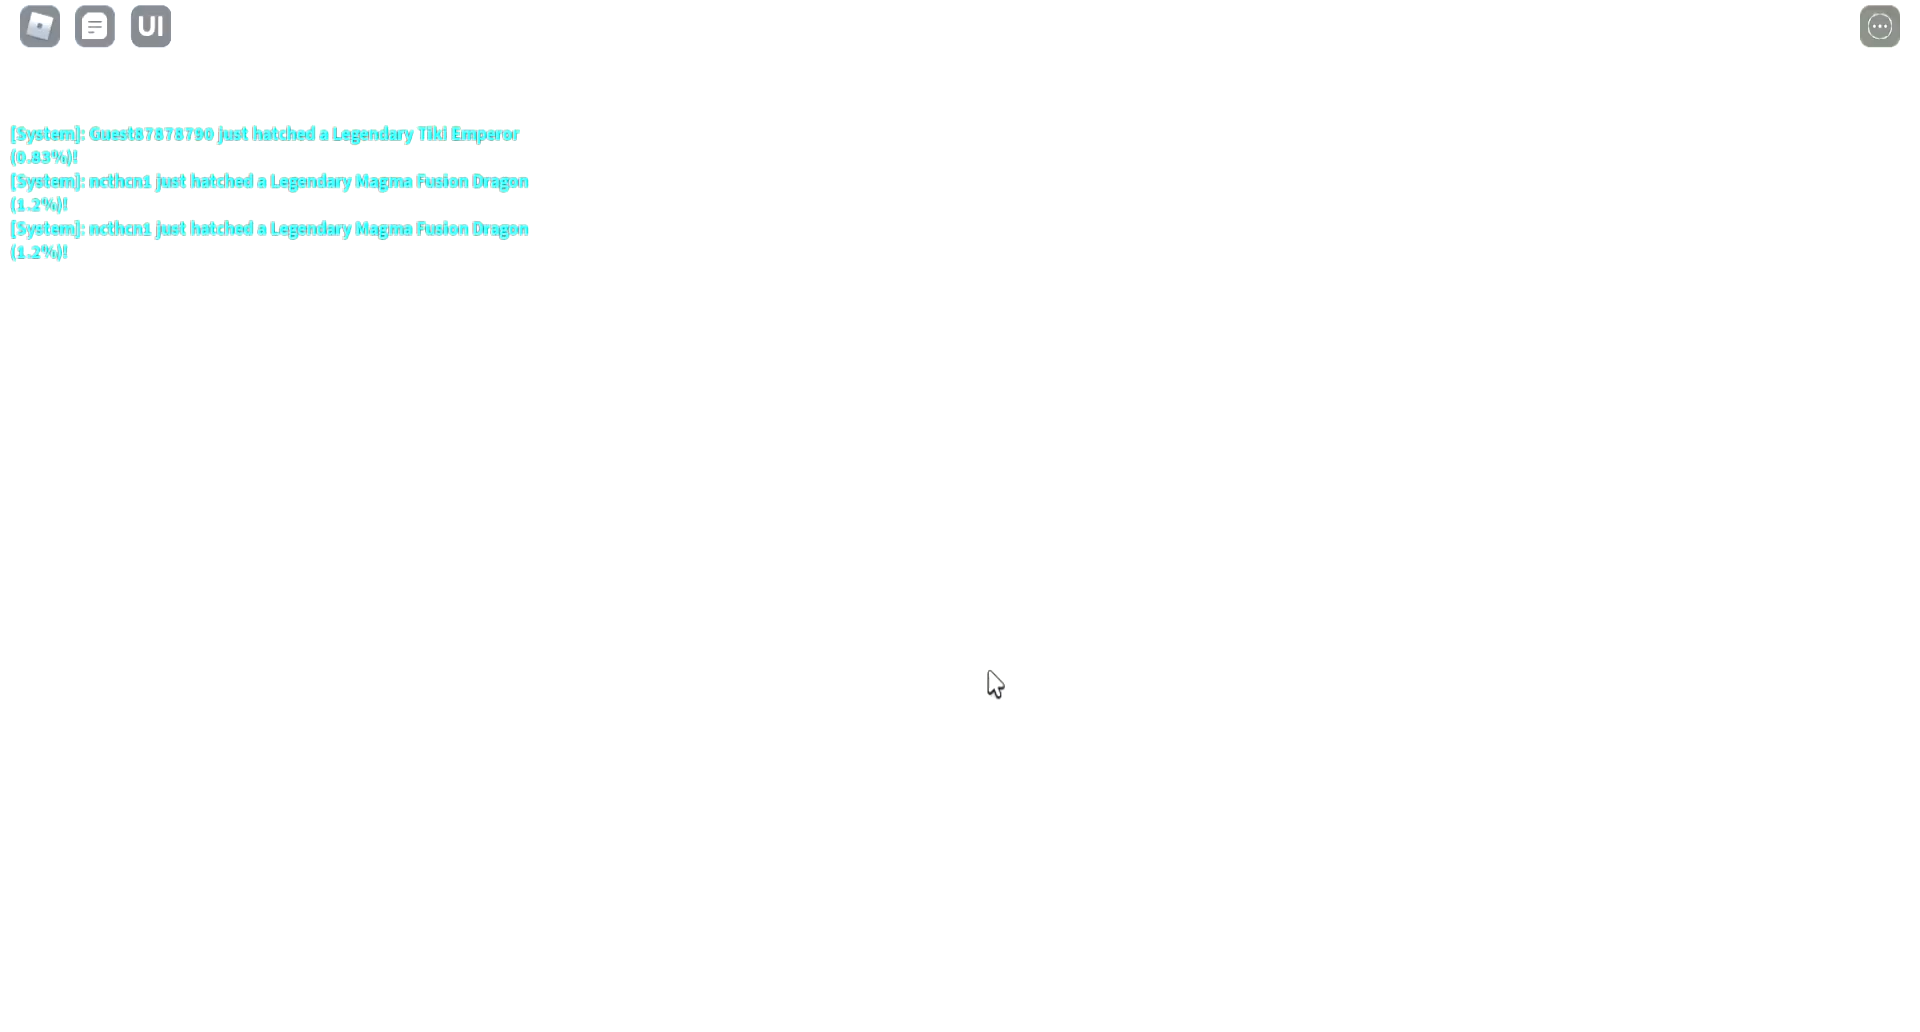 UI
[System]: Guest87878790 just hatched a Legendary Tiki Emperor
(0.83%)!
[System]: ncthcn1 just hatched a Legendary Magma Fusion Dragon
(1.2%)!
[System]: ncthcn1 just hatched a Legendary Magma Fusion Dragon
(1.2%)!